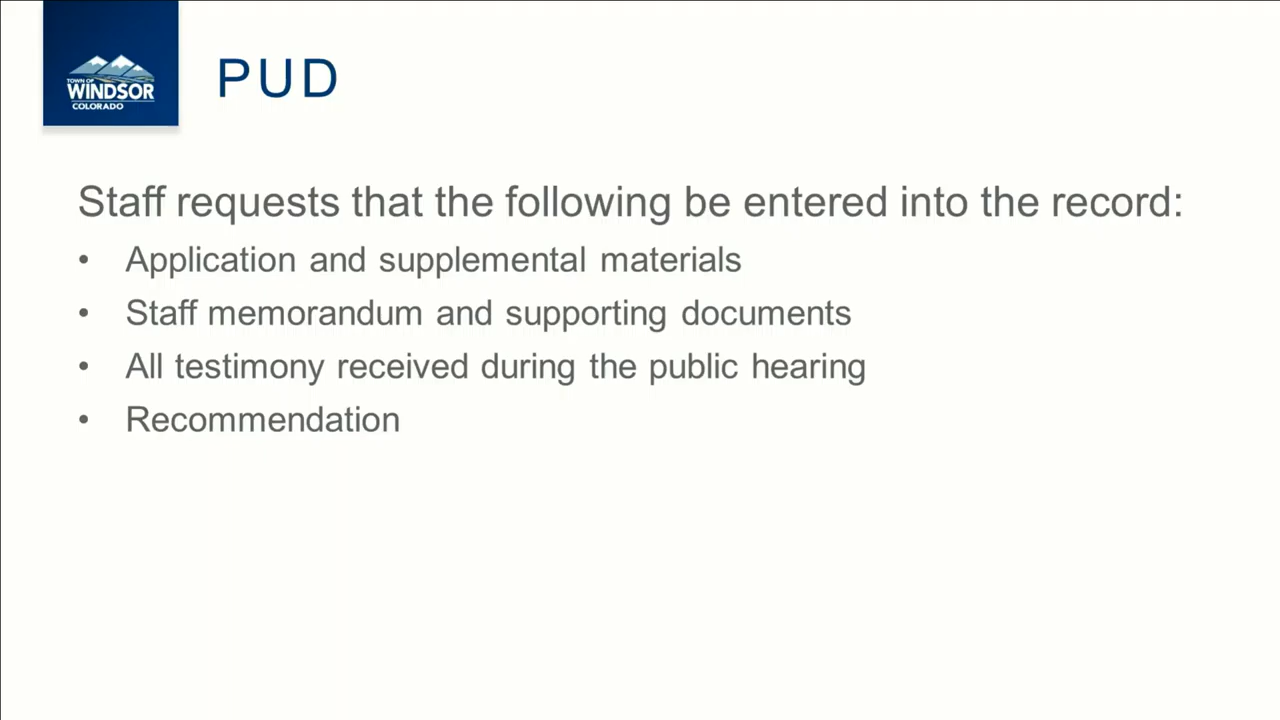 TOWN OF
WINDSOR
COLORADO
PUD
Staff requests that the following be entered into the record:
• Application and supplemental materials
• Staff memorandum and supporting documents
• All testimony received during the public hearing
• Recommendation